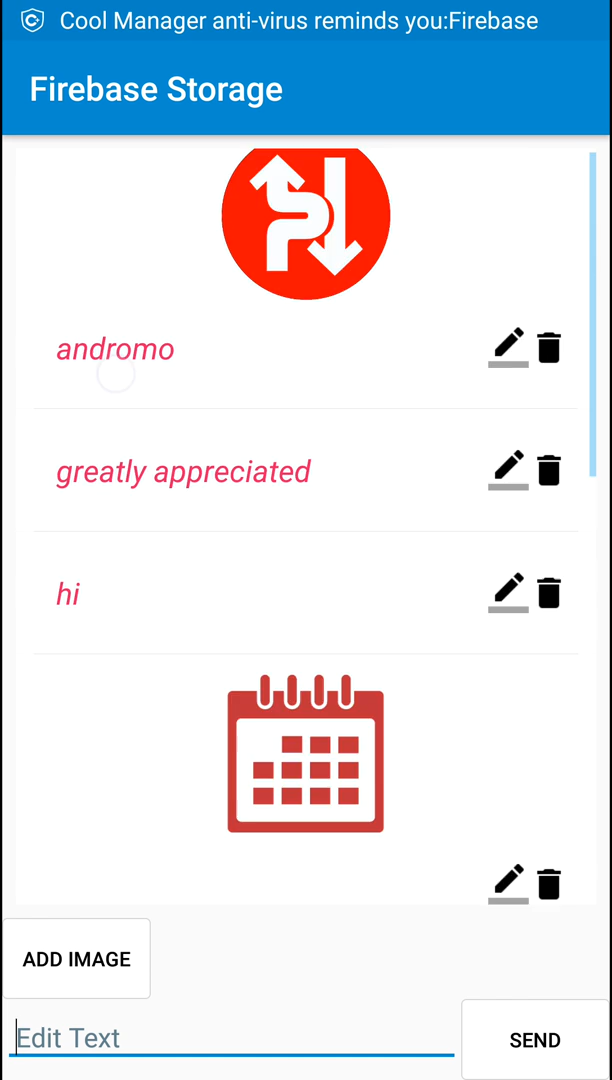 Cool Manager anti-virus reminds you:Firebase
Firebase Storage
andromo
greatly appreciated
hi
ADD IMAGE
Edit Text
SEND